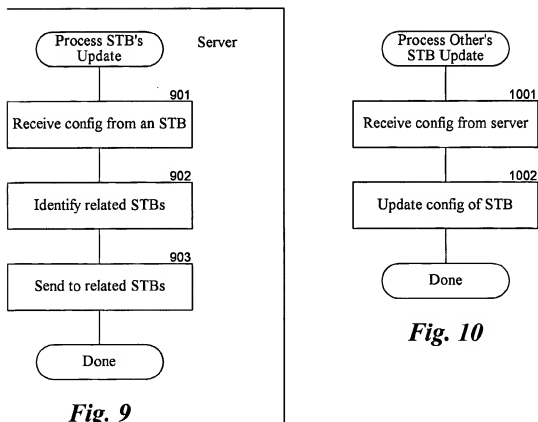 Process STB's
Update
Server
901
Receive config from an STB
902
Identify related STBs
903
Send to related STBs
Done
Fig. 9
Process Other's
STB Update
1001
Receive config from server
1002
Update config of STB
Done
Fig. 10